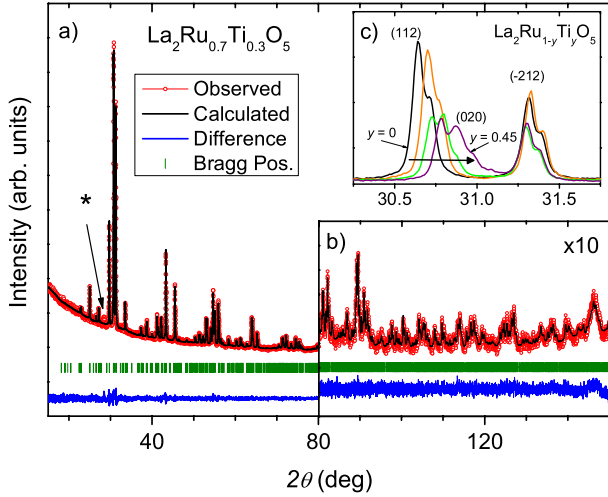 a)
La2Ru0.7Ti0.3O5
Observed
Calculated
Difference
Bragg Pos.
*
c)
La2Ru1-yTiyO5
(112)
(-212)
(020)
y = 0
y = 0.45
30.5 31.0 31.5
b)
x10
Intensity (arb. units)
40 80 120
2θ (deg)